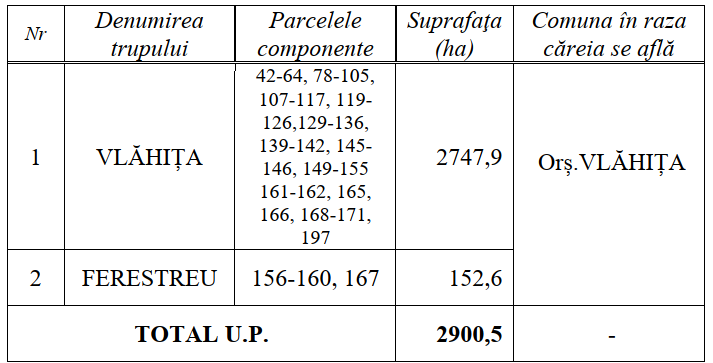 Nr
Denumirea
trupului
Parcelele
componente
Suprafaţa
(ha)
Comuna în raza
căreia se află
1
VLĂHIȚA
42-64, 78-105,
107-117, 119-
126,129-136,
139-142, 145-
146, 149-155
161-162, 165,
166, 168-171,
197
2747,9
Orș.VLĂHIȚA
2
FERESTREU
156-160, 167
152,6
TOTAL U.P.
2900,5
-